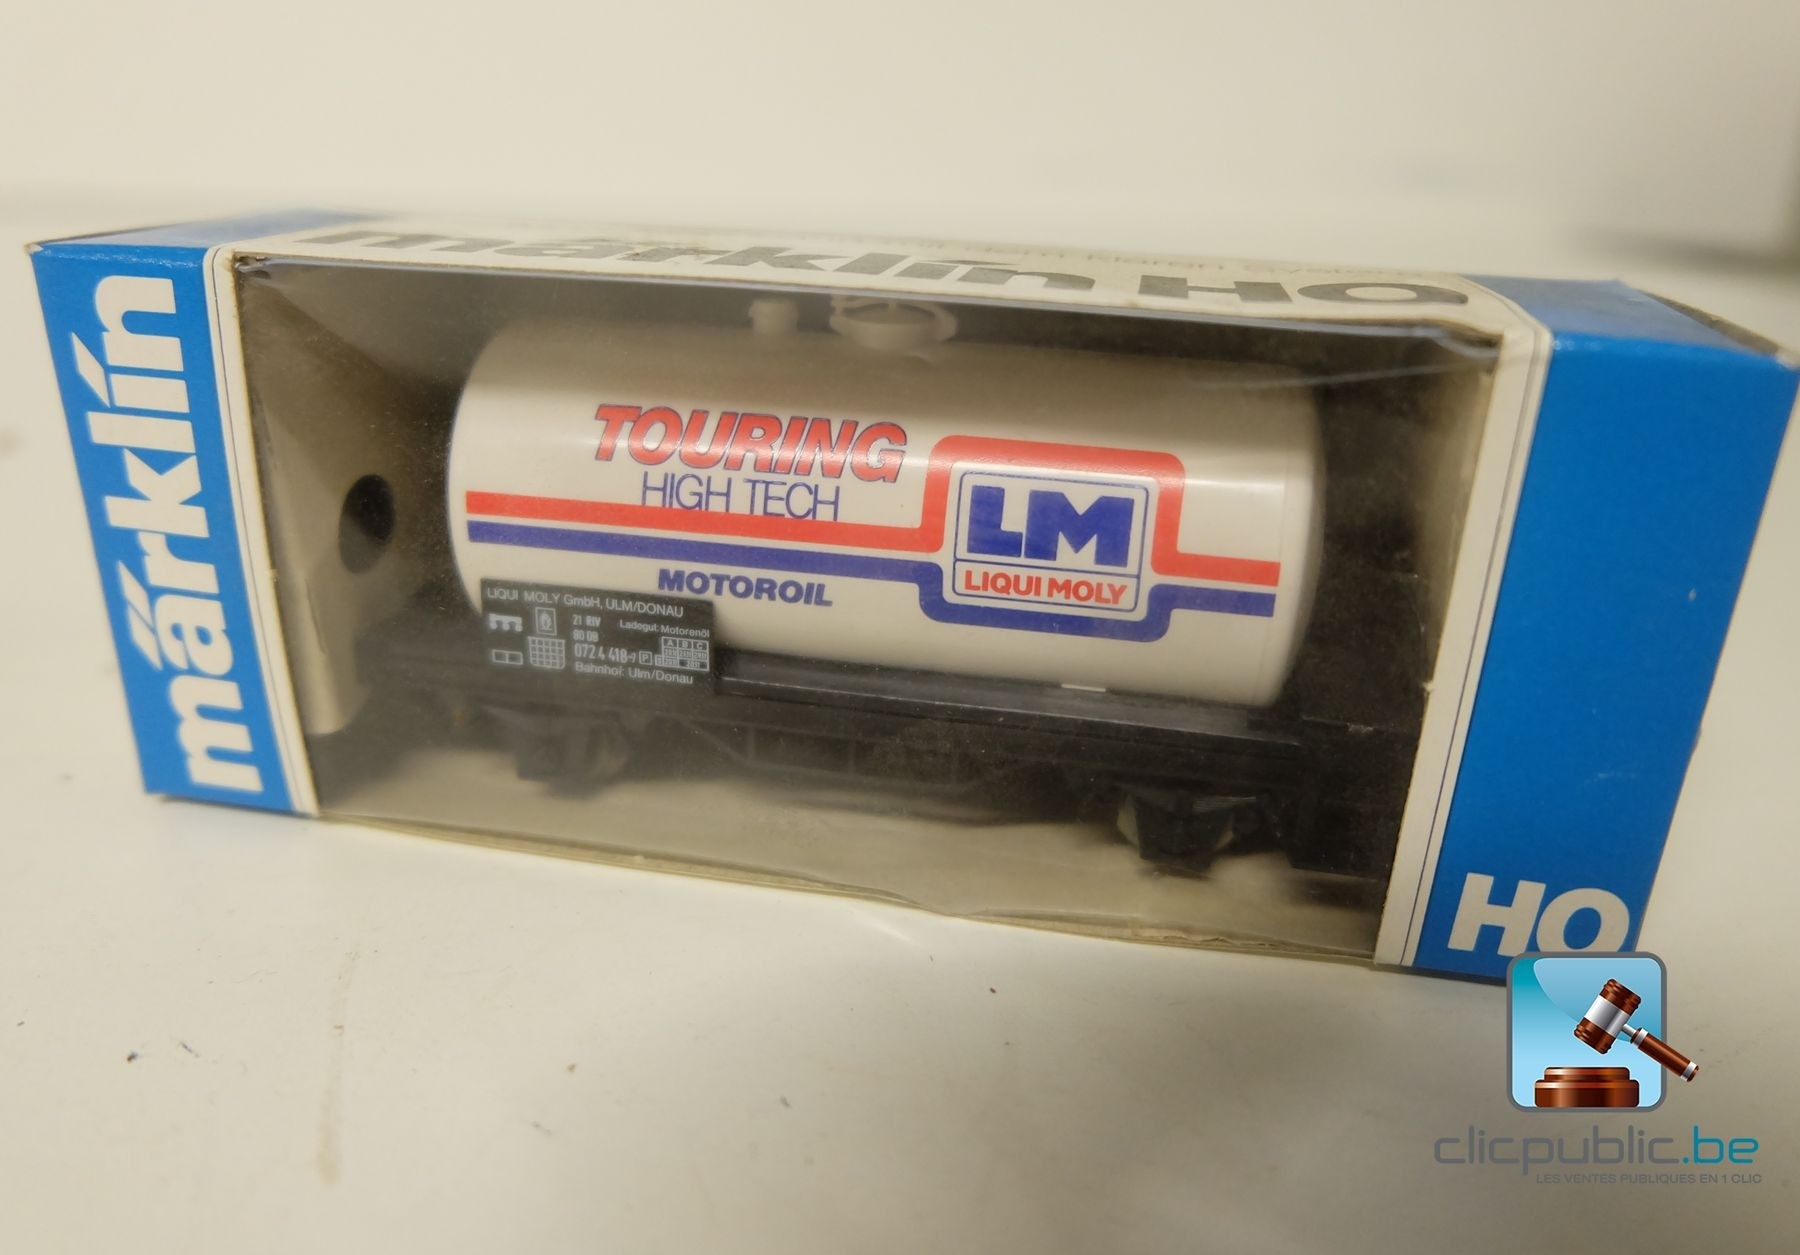 märklin HO
märklin
TOURING
HIGH TECH
LM
LIQUI MOLY
MOTOROIL
LIQUI MOLY GmbH, ULM/DONAU
21 RIV
Ladegut: Motorenöl
80 DB
072 4 418-7 P
A B C
Bahnhof: Ulm/Donau
HO
clicpublic.be
LES VENTES PUBLIQUES EN 1 CLIC